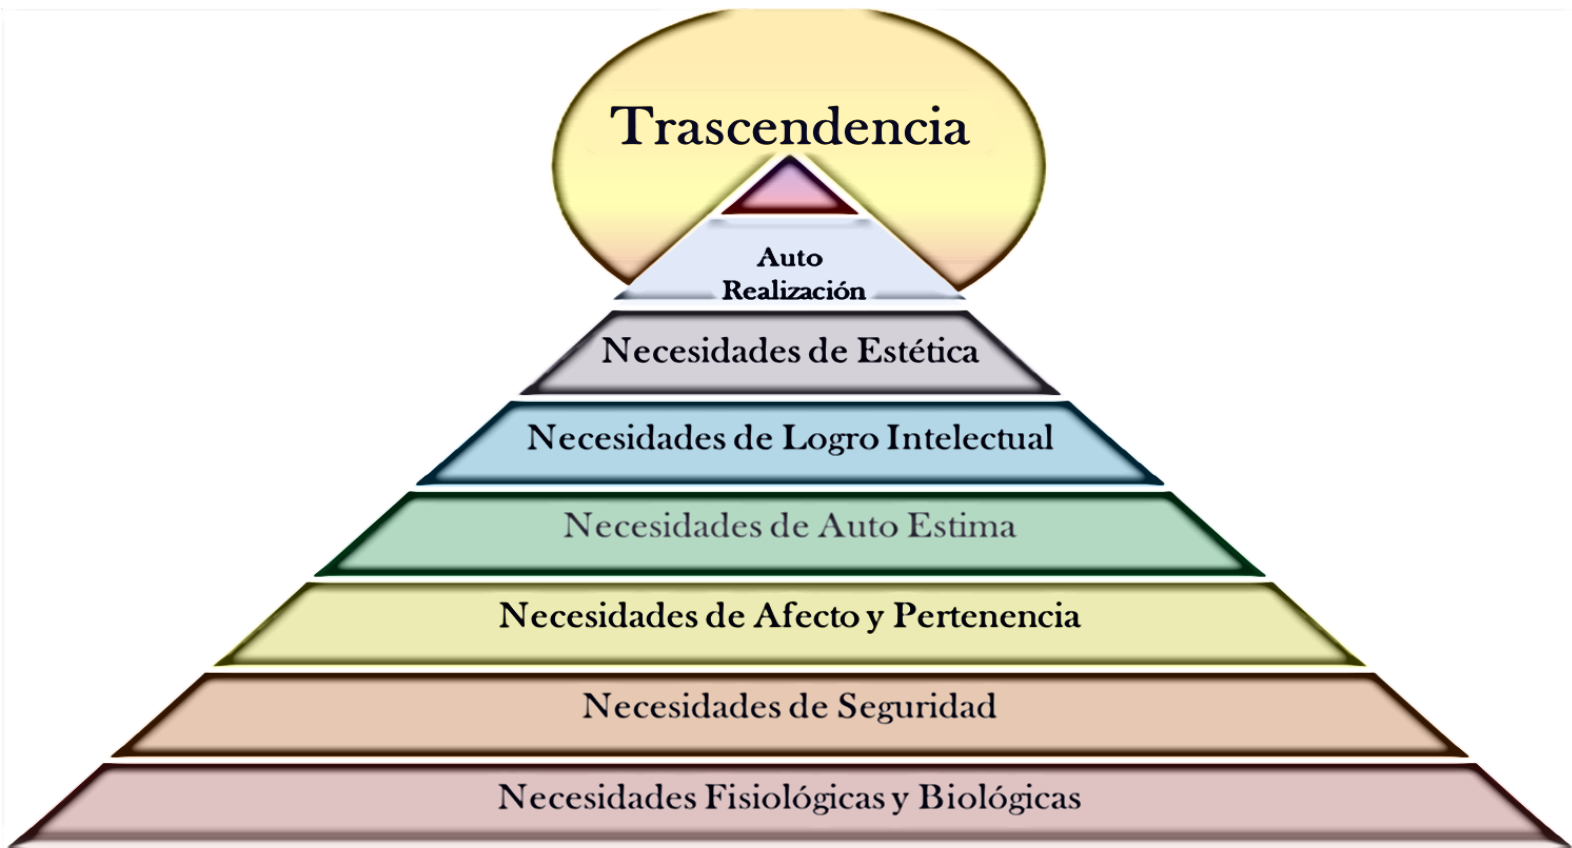 Trascendencia
Auto
Realización
Necesidades de Estética
Necesidades de Logro Intelectual
Necesidades de Auto Estima
Necesidades de Afecto y Pertenencia
Necesidades de Seguridad
Necesidades Fisiológicas y Biológicas